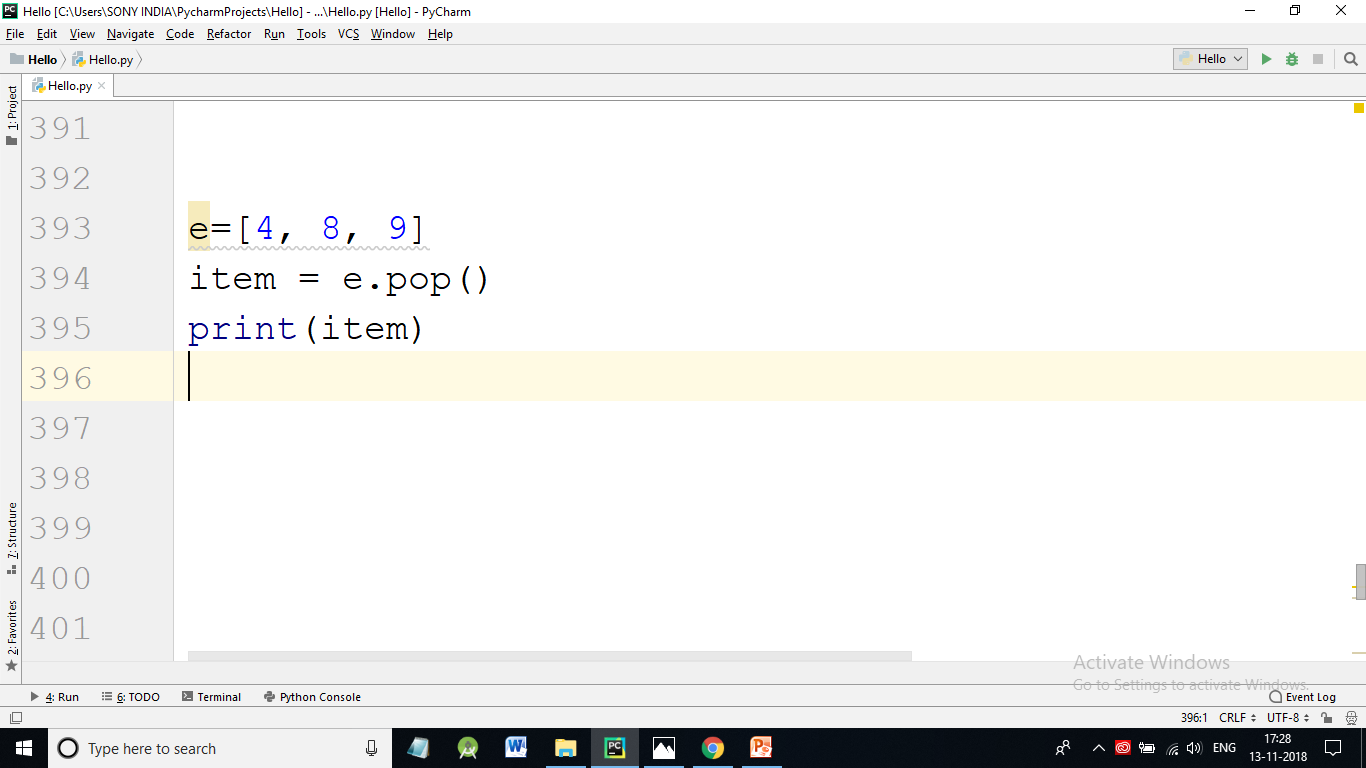 Hello [C:\Users\SONY INDIA\PycharmProjects\Hello] - ...\Hello.py [Hello] - PyCharm
File Edit View Navigate Code Refactor Run Tools VCS Window Help
Hello Hello.py Hello
Hello.py
1: Project
391
392
393 e=[4, 8, 9]
394 item = e.pop()
395 print(item)
396
397
398
399
400
401
7: Structure
2: Favorites
Activate Windows
Go to Settings to activate Windows.
4: Run 6: TODO Terminal Python Console Event Log
396:1 CRLF UTF-8
Type here to search
ENG
17:28
13-11-2018